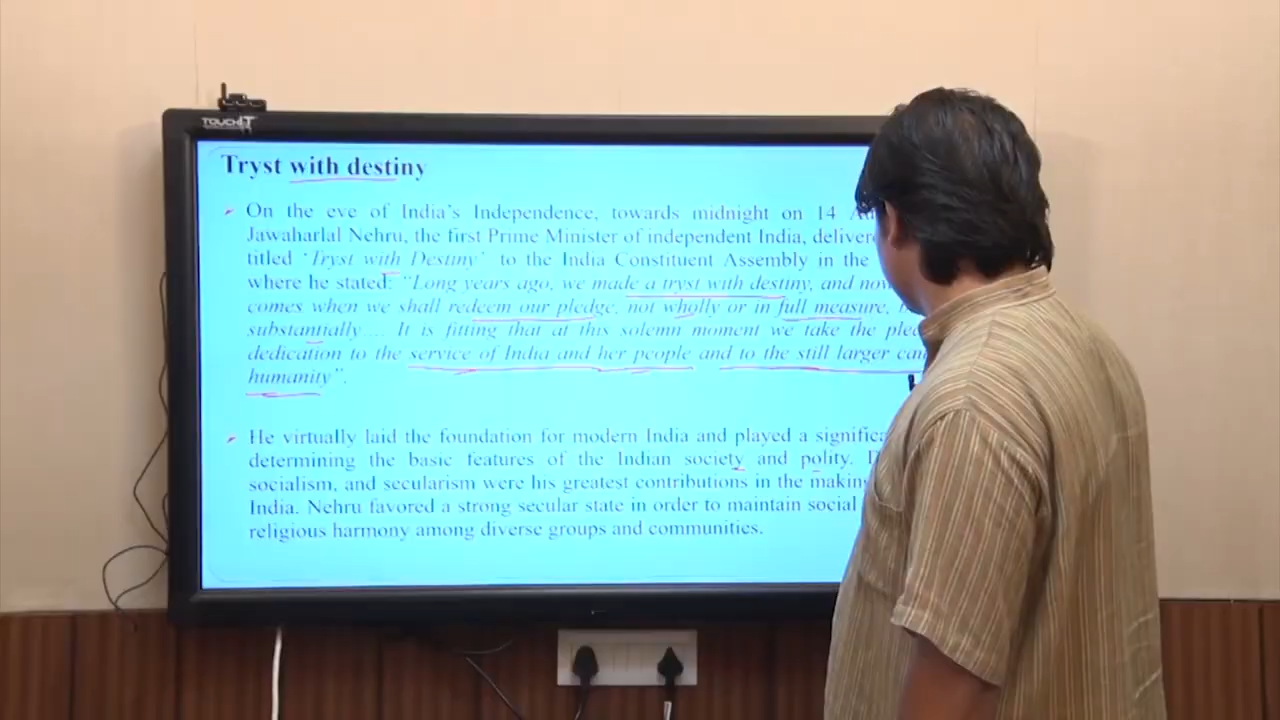 TOUCHIT
Tryst with destiny
On the eve of India's Independence, towards midnight on 14
Jawaharlal Nehru, the first Prime Minister of independent India,
titled 'Tryst with Destiny' to the India Constituent Assembly in the
where he stated: "Long years ago, we made a tryst with destiny, and
comes when we shall redeem our pledge, not wholly or in full measure,
substantially… It is fitting that at this solemn moment we take the
dedication to the service of India and her people and to the still larger
humanity".
He virtually laid the foundation for modern India and played a
determining the basic features of the Indian society and polity.
socialism, and secularism were his greatest contributions in the making
India. Nehru favored a strong secular state in order to maintain social
religious harmony among diverse groups and communities.